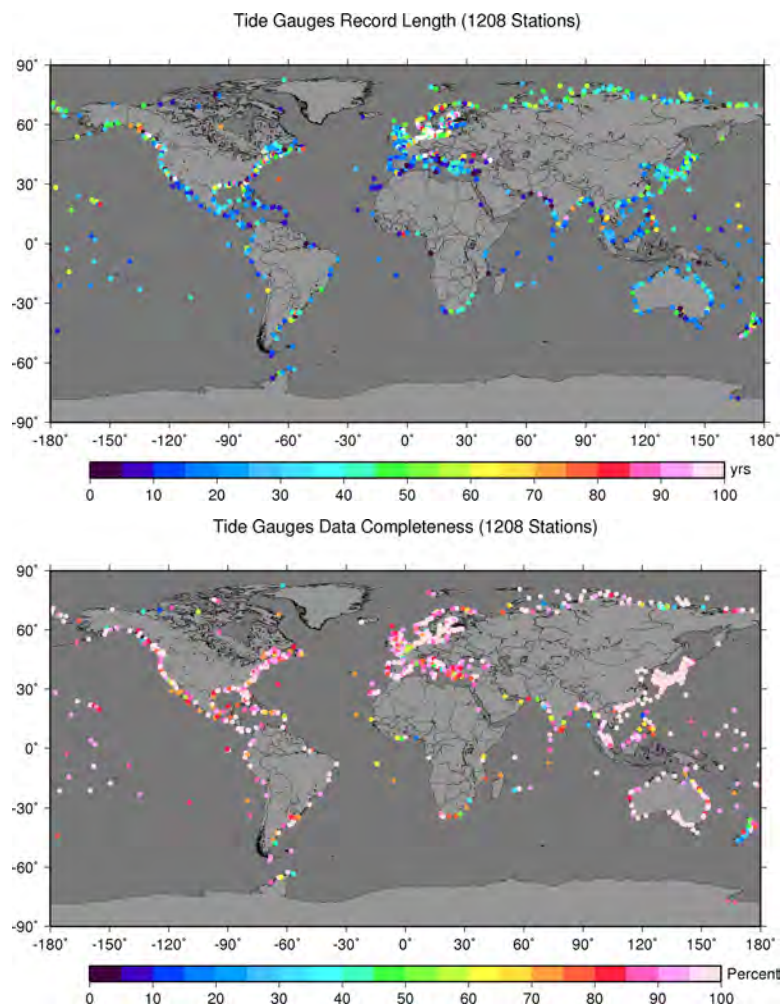 Tide Gauges Record Length (1208 Stations)
90˚
60˚
30˚
0˚
-30˚
-60˚
-90˚
-180˚ -150˚ -120˚ -90˚ -60˚ -30˚ 0˚ 30˚ 60˚ 90˚ 120˚ 150˚ 180˚
yrs
0 10 20 30 40 50 60 70 80 90 100
Tide Gauges Data Completeness (1208 Stations)
90˚
60˚
30˚
0˚
-30˚
-60˚
-90˚
-180˚ -150˚ -120˚ -90˚ -60˚ -30˚ 0˚ 30˚ 60˚ 90˚ 120˚ 150˚ 180˚
Percent
0 10 20 30 40 50 60 70 80 90 100